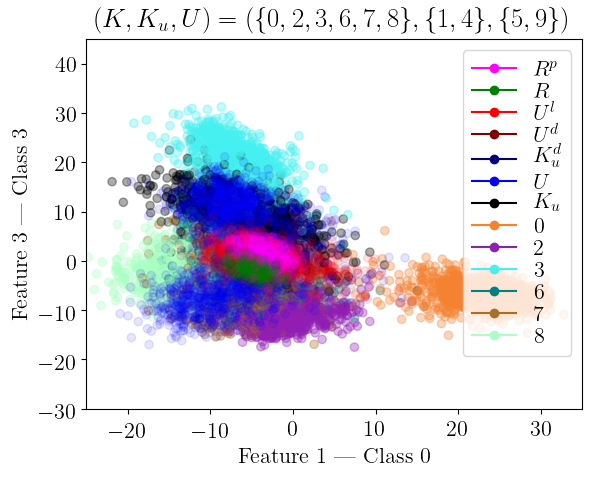 (K, K_u, U) = ({0, 2, 3, 6, 7, 8}, {1, 4}, {5, 9})
40
30
20
10
0
−10
−20
−30
Feature 3 — Class 3
R^p
R
U^l
U^d
K_u^d
U
K_u
0
2
3
6
7
8
−20 −10 0 10 20 30
Feature 1 — Class 0